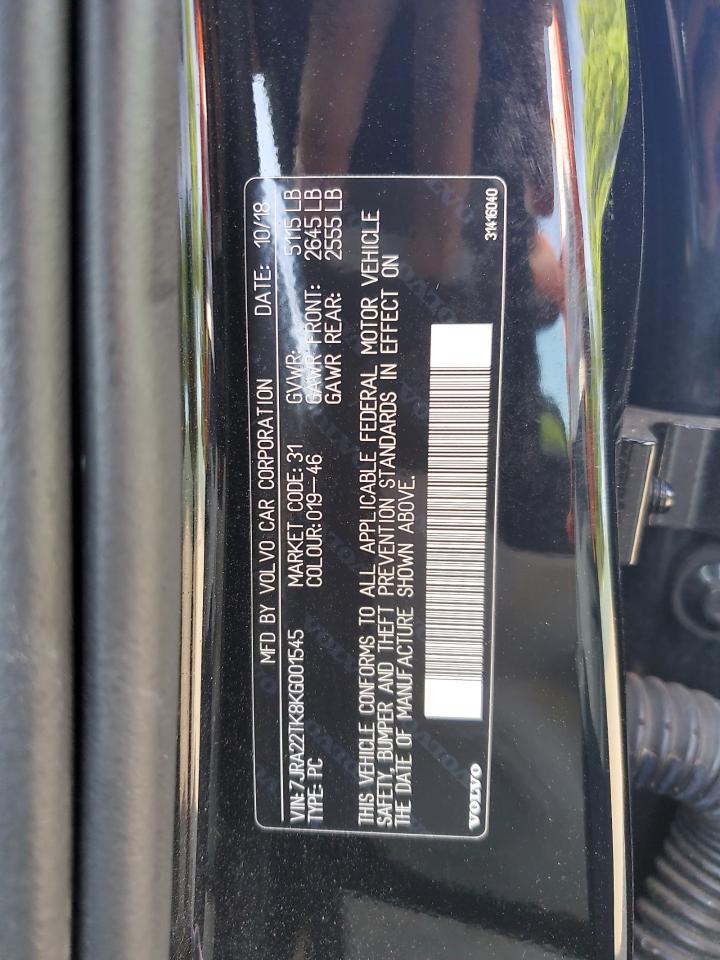 MFD BY VOLVO CAR CORPORATION DATE: 10/18
VIN: 7JRA22TK8KG001545 MARKET CODE: 31 GVWR: 5115 LB
TYPE: PC COLOUR: 019-46 GAWR FRONT: 2645 LB
GAWR REAR: 2555 LB
THIS VEHICLE CONFORMS TO ALL APPLICABLE FEDERAL MOTOR VEHICLE
SAFETY, BUMPER AND THEFT PREVENTION STANDARDS IN EFFECT ON
THE DATE OF MANUFACTURE SHOWN ABOVE.
VOLVO 31416040